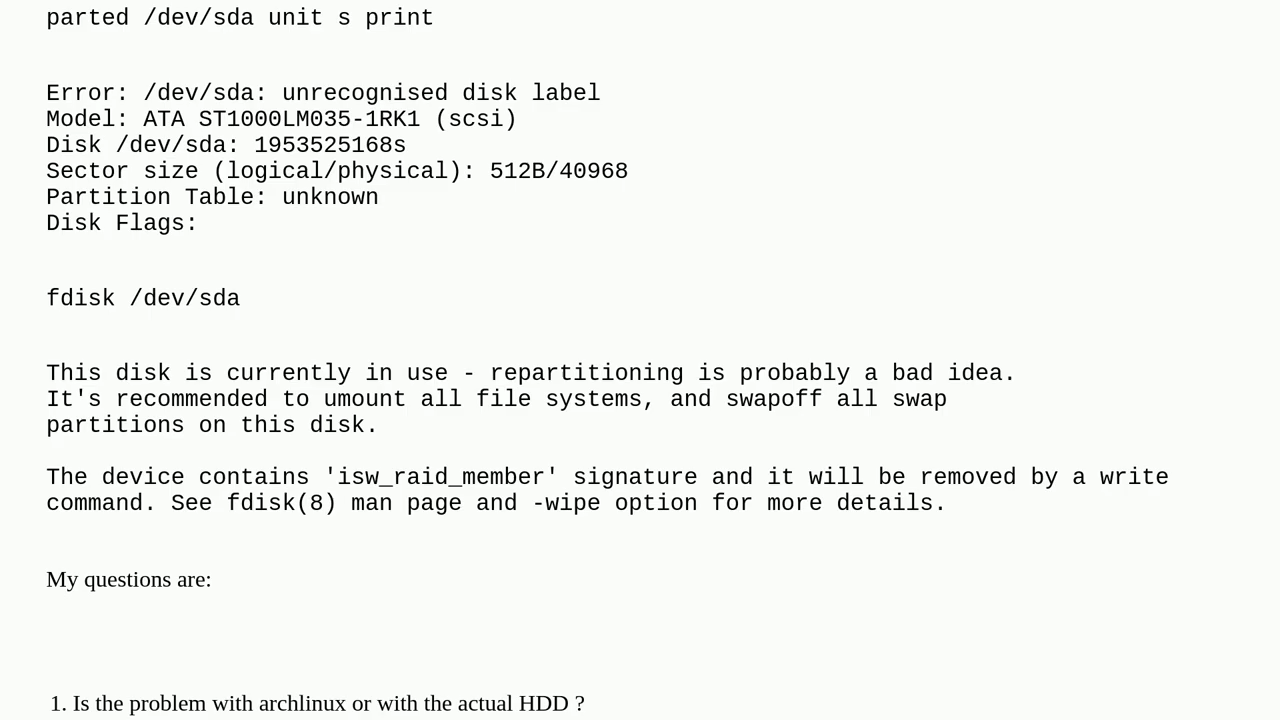 parted /dev/sda unit s print
Error: /dev/sda: unrecognised disk label
Model: ATA ST1000LM035-1RK1 (scsi)
Disk /dev/sda: 1953525168s
Sector size (logical/physical): 512B/40968
Partition Table: unknown
Disk Flags:
fdisk /dev/sda
This disk is currently in use - repartitioning is probably a bad idea.
It's recommended to umount all file systems, and swapoff all swap
partitions on this disk.
The device contains 'isw_raid_member' signature and it will be removed by a write
command. See fdisk(8) man page and -wipe option for more details.
My questions are:
1. Is the problem with archlinux or with the actual HDD ?